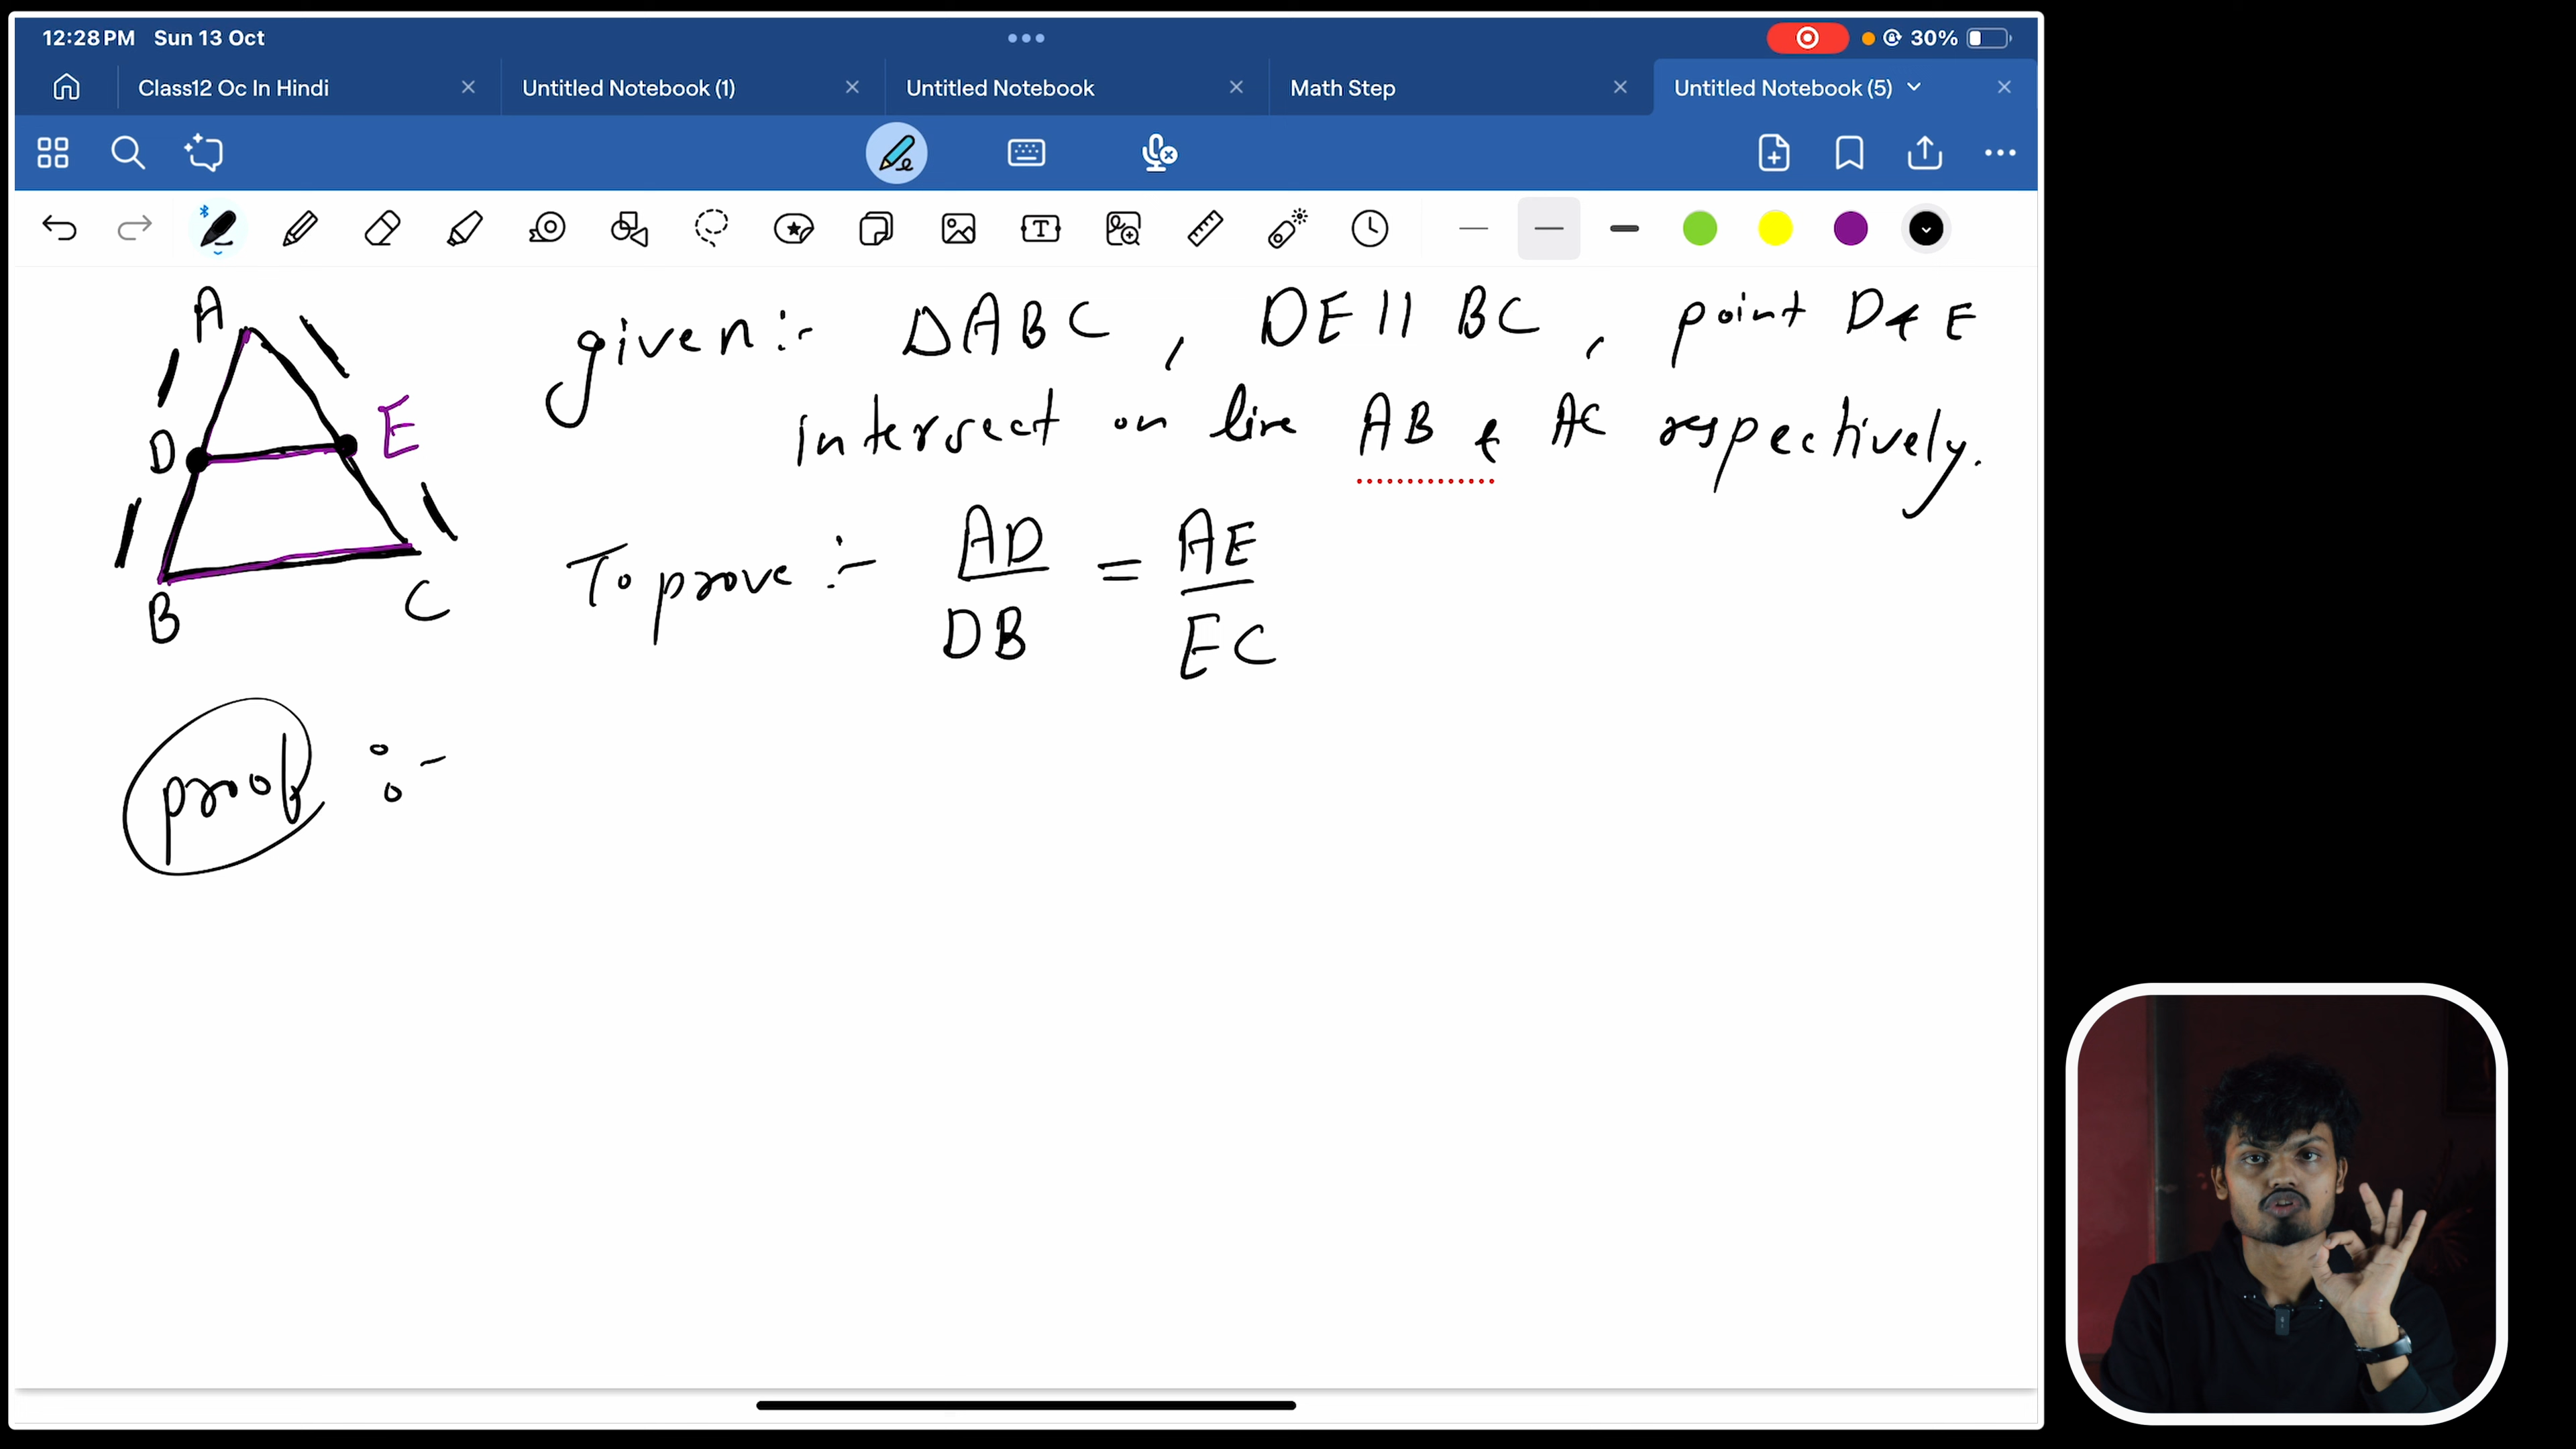 12:28 PM Sun 13 Oct
30%
Class12 Oc In Hindi
Untitled Notebook (1)
Untitled Notebook
Math Step
Untitled Notebook (5)
A
D
E
B
C
given :- ΔABC , DE || BC , point D & E
intersect on line AB & AC respectively.
To prove :- AD/DB = AE/EC
proof :-